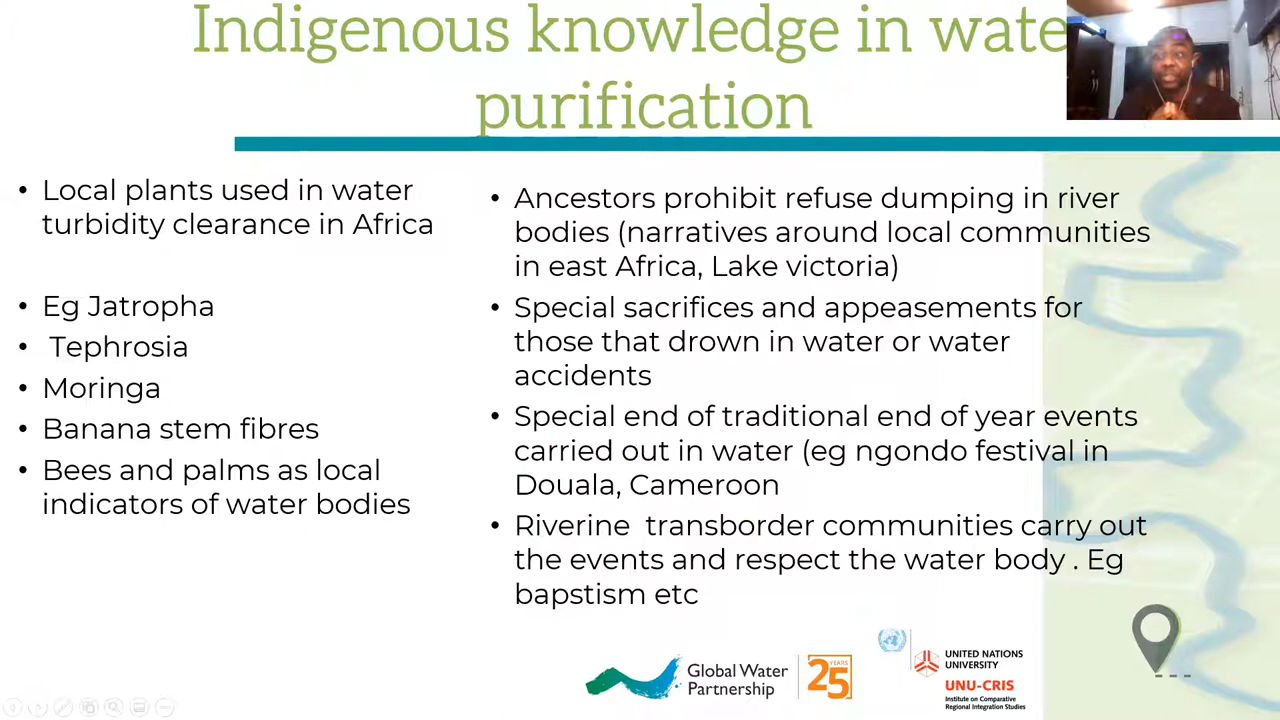 Indigenous knowledge in wate
purification
• Local plants used in water
turbidity clearance in Africa
• Eg Jatropha
• Tephrosia
• Moringa
• Banana stem fibres
• Bees and palms as local
indicators of water bodies
• Ancestors prohibit refuse dumping in river
bodies (narratives around local communities
in east Africa, Lake victoria)
• Special sacrifices and appeasements for
those that drown in water or water
accidents
• Special end of traditional end of year events
carried out in water (eg ngondo festival in
Douala, Cameroon
• Riverine transborder communities carry out
the events and respect the water body . Eg
bapstism etc
Global Water
Partnership
25 YEARS
UNITED NATIONS
UNIVERSITY
UNU-CRIS
Institute on Comparative
Regional Integration Studies